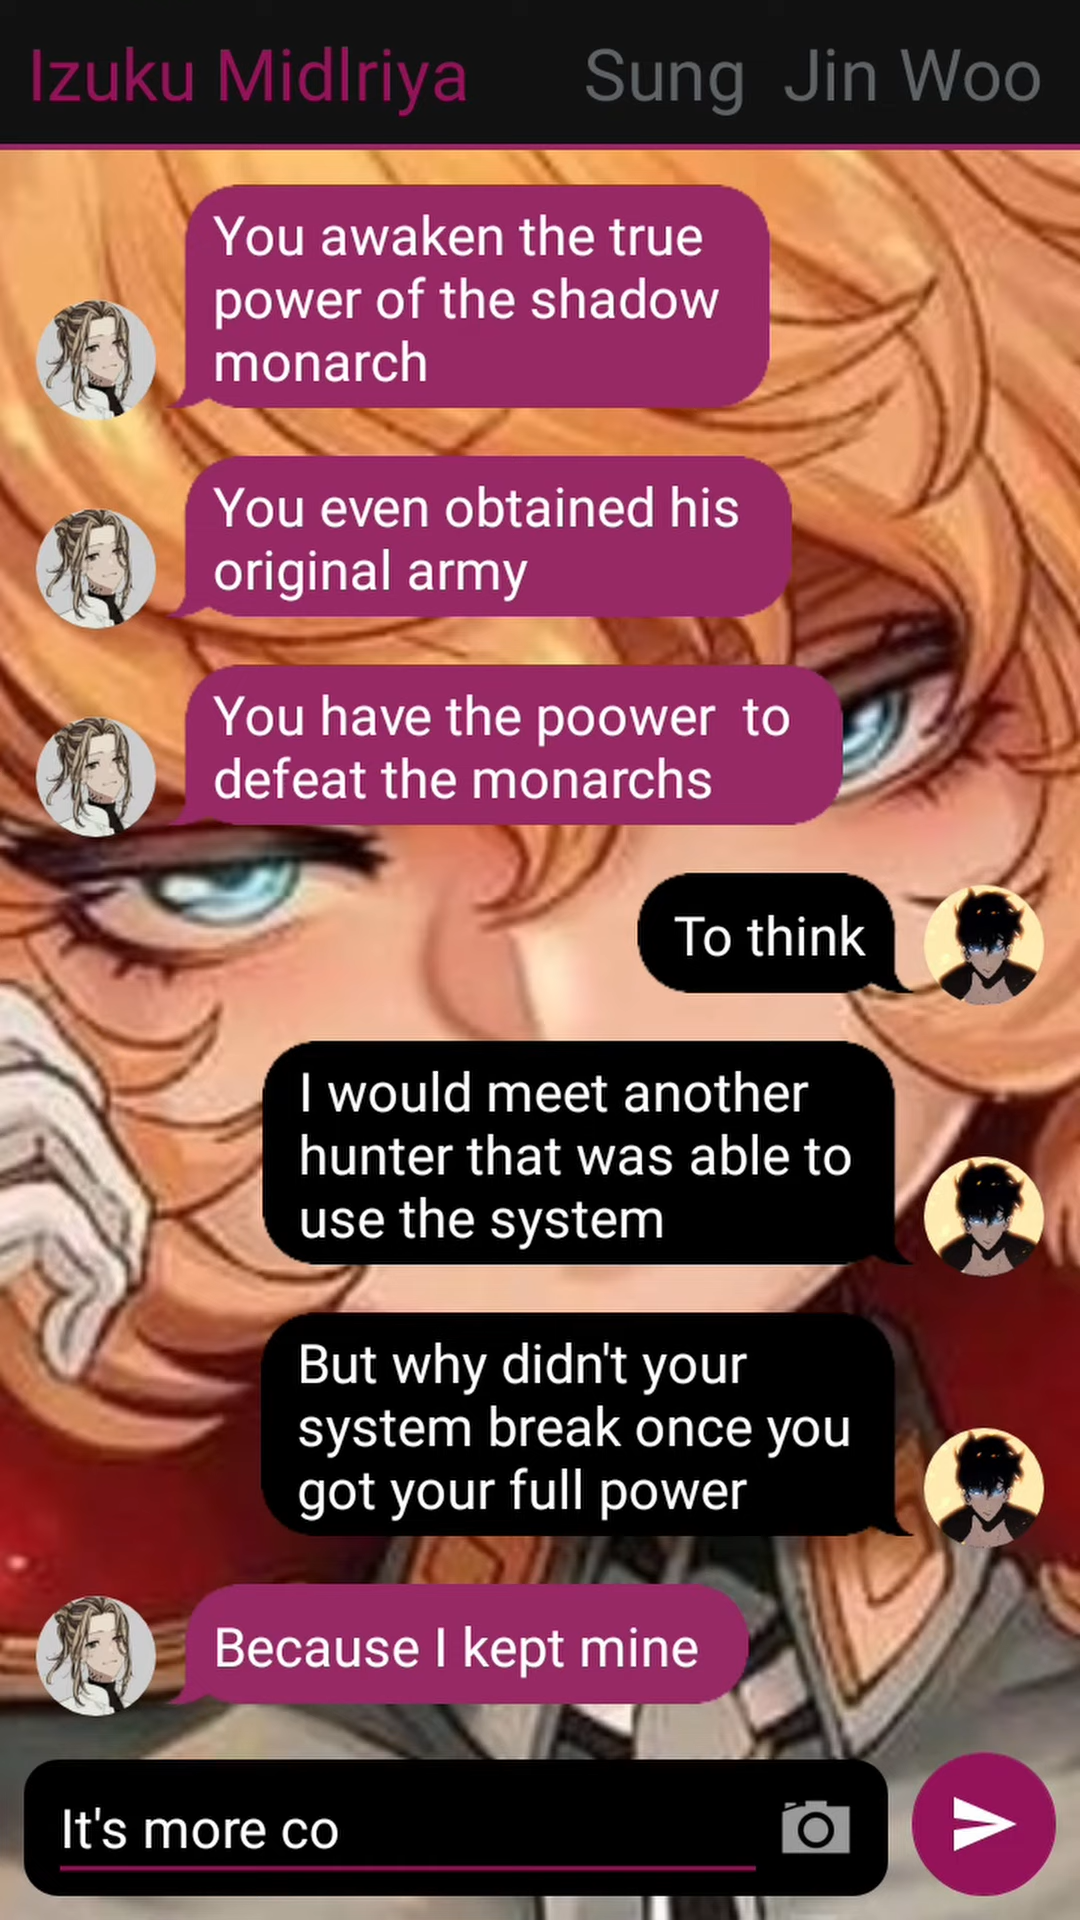 Izuku Midlriya Sung Jin Woo
You awaken the true
power of the shadow
monarch
You even obtained his
original army
You have the poower to
defeat the monarchs
To think
I would meet another
hunter that was able to
use the system
But why didn't your
system break once you
got your full power
Because I kept mine
It's more co